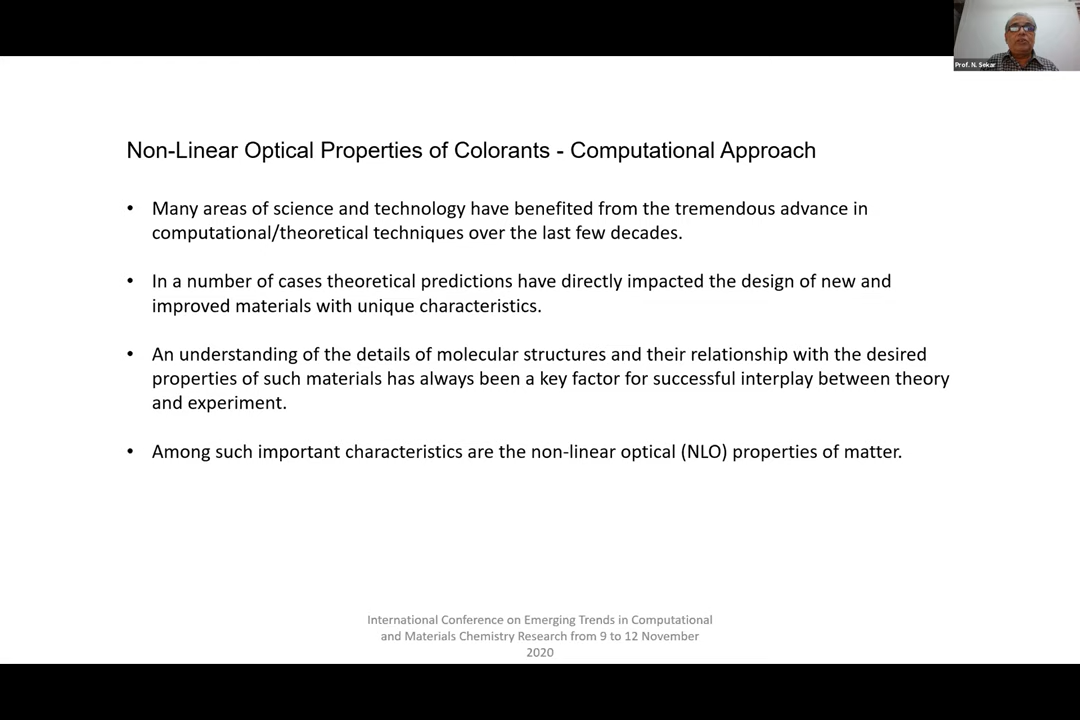 Prof. N. Sekar
Non-Linear Optical Properties of Colorants - Computational Approach
• Many areas of science and technology have benefited from the tremendous advance in
computational/theoretical techniques over the last few decades.
• In a number of cases theoretical predictions have directly impacted the design of new and
improved materials with unique characteristics.
• An understanding of the details of molecular structures and their relationship with the desired
properties of such materials has always been a key factor for successful interplay between theory
and experiment.
• Among such important characteristics are the non-linear optical (NLO) properties of matter.
International Conference on Emerging Trends in Computational
and Materials Chemistry Research from 9 to 12 November
2020